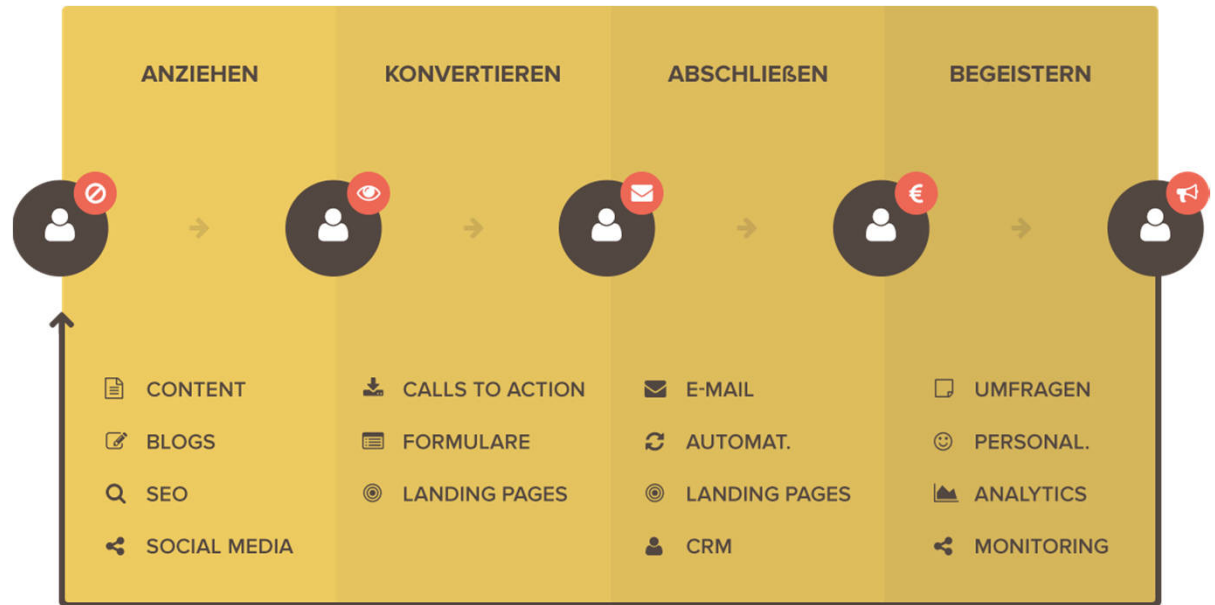 ANZIEHEN
KONVERTIEREN
ABSCHLIEßEN
BEGEISTERN
€
CONTENT
BLOGS
SEO
SOCIAL MEDIA
CALLS TO ACTION
FORMULARE
LANDING PAGES
E-MAIL
AUTOMAT.
LANDING PAGES
CRM
UMFRAGEN
PERSONAL.
ANALYTICS
MONITORING